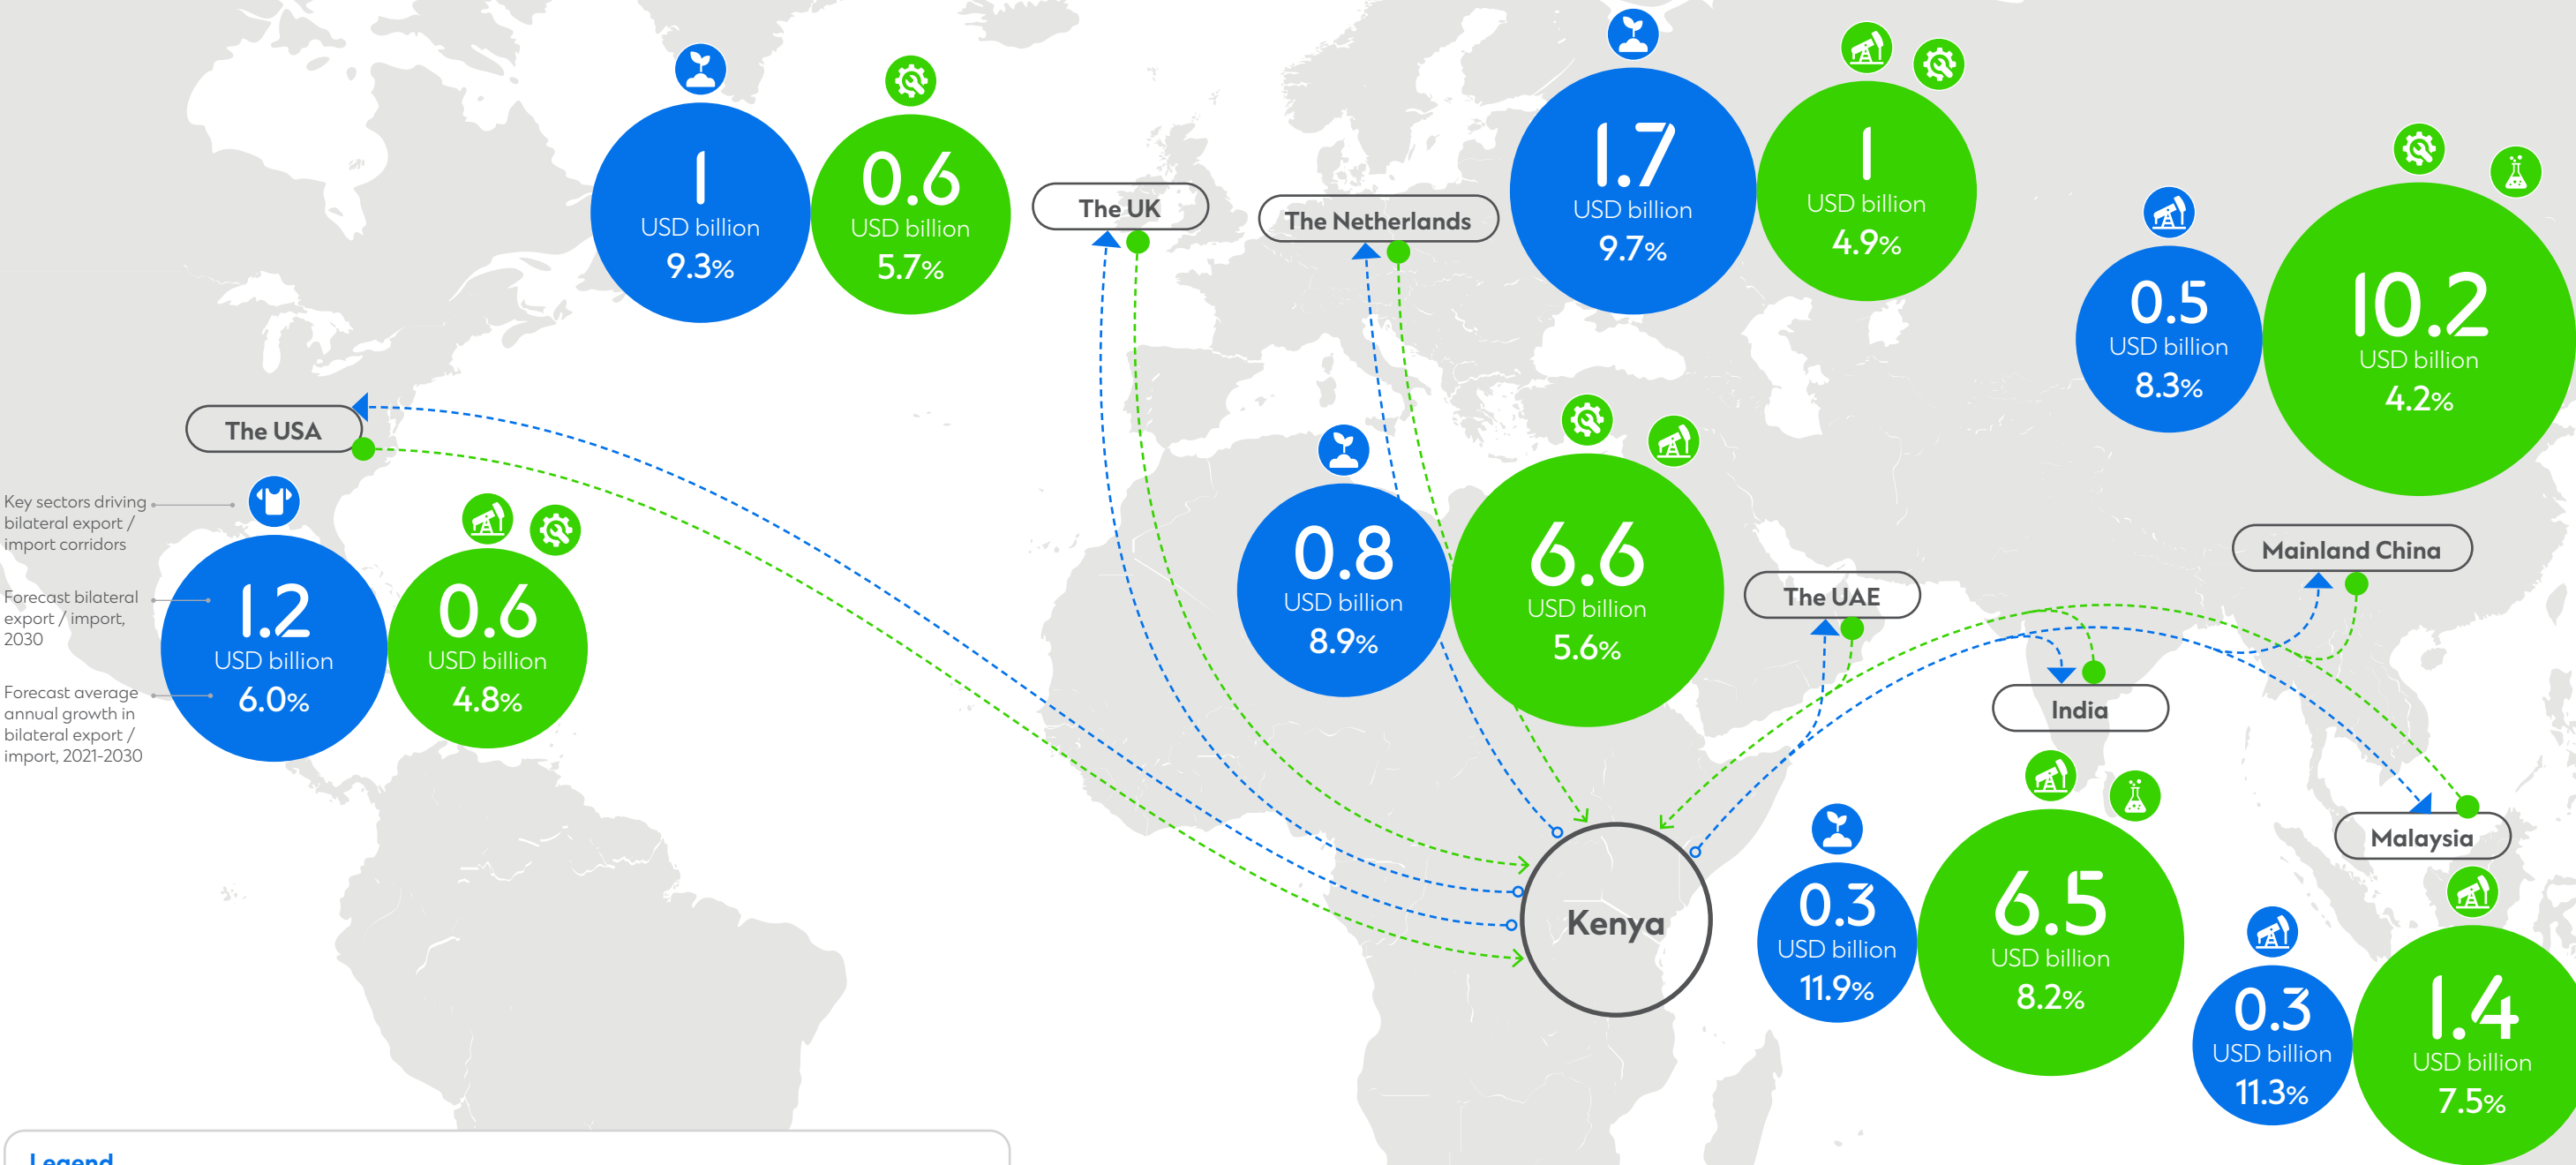 1
USD billion
9.3%
0.6
USD billion
5.7%
The UK
The Netherlands
1.7
USD billion
9.7%
1
USD billion
4.9%
0.5
USD billion
8.3%
10.2
USD billion
4.2%
The USA
Key sectors driving
bilateral export /
import corridors
Forecast bilateral
export / import,
2030
Forecast average
annual growth in
bilateral export /
import, 2021-2030
1.2
USD billion
6.0%
0.6
USD billion
4.8%
0.8
USD billion
8.9%
6.6
USD billion
5.6%
The UAE
Mainland China
India
Malaysia
Kenya
0.3
USD billion
11.9%
6.5
USD billion
8.2%
0.3
USD billion
11.3%
1.4
USD billion
7.5%
Legend